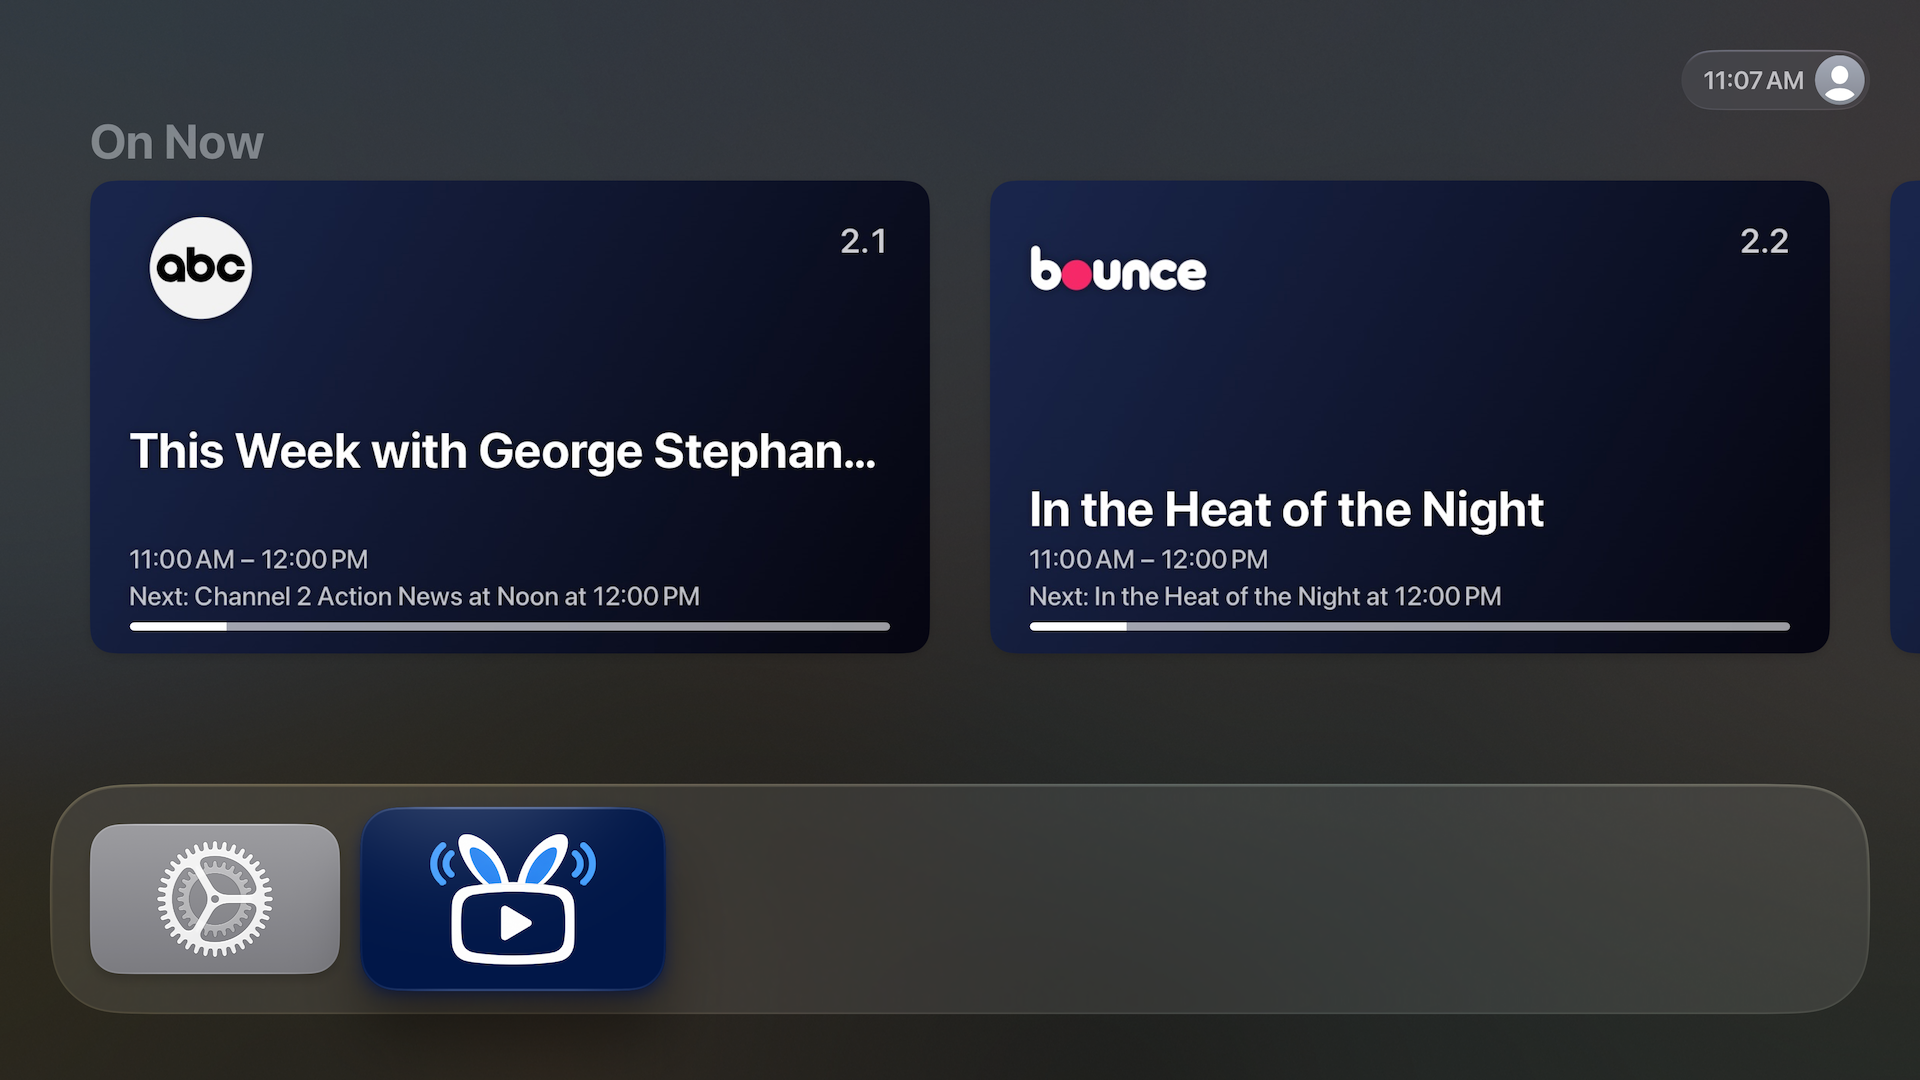 11:07 AM
On Now
abc
2.1
This Week with George Stephan...
11:00 AM – 12:00 PM
Next: Channel 2 Action News at Noon at 12:00 PM
bounce
2.2
In the Heat of the Night
11:00 AM – 12:00 PM
Next: In the Heat of the Night at 12:00 PM